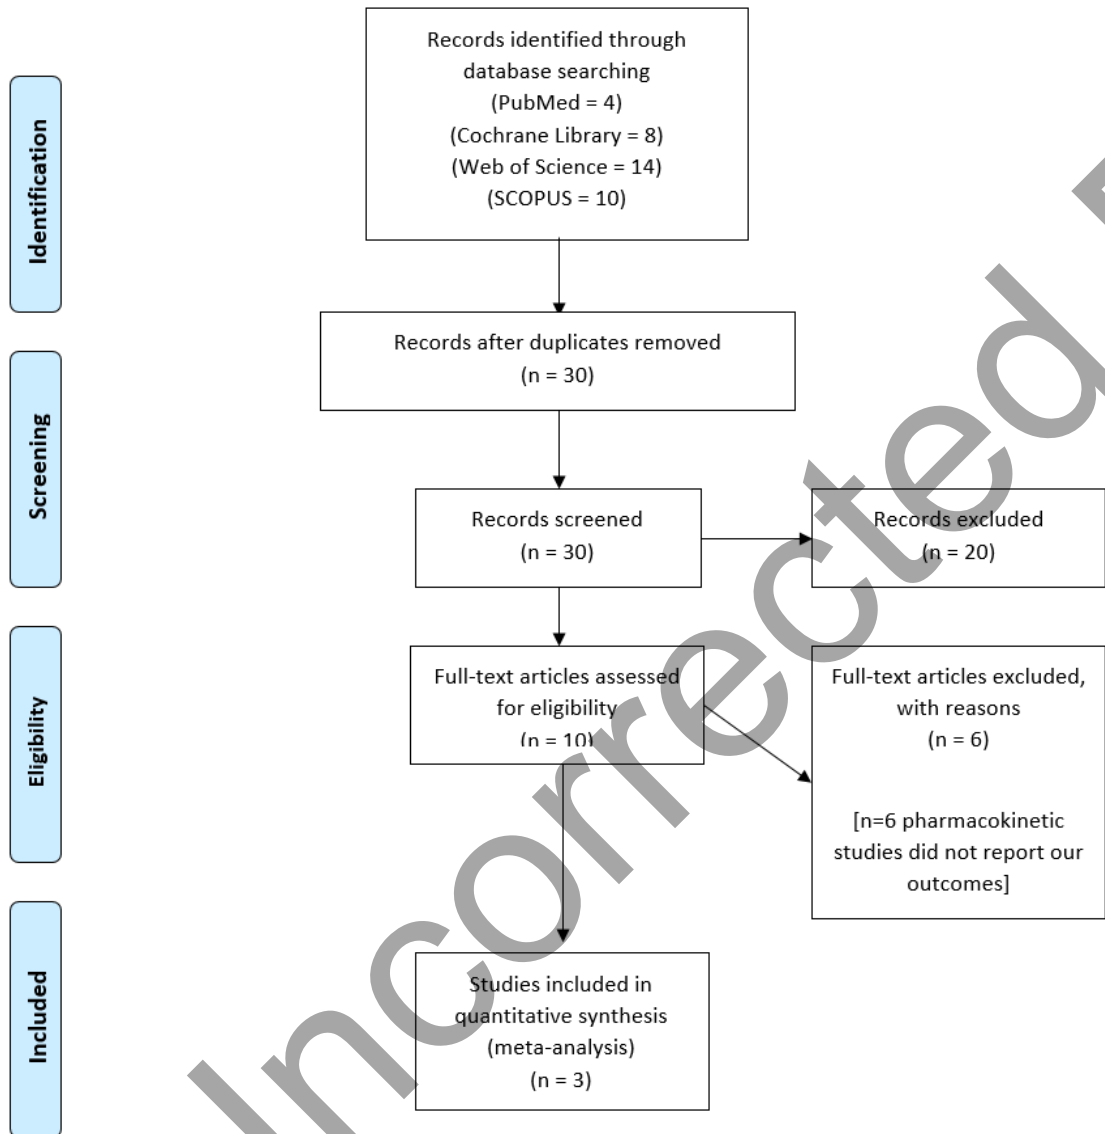 Records identified through
database searching
(PubMed = 4)
(Cochrane Library = 8)
(Web of Science = 14)
(SCOPUS = 10)
Identification
Records after duplicates removed
(n = 30)
Screening
Records screened
(n = 30)
Records excluded
(n = 20)
Eligibility
Full-text articles assessed
for eligibility
(n = 10)
Full-text articles excluded,
with reasons
(n = 6)
[n=6 pharmacokinetic
studies did not report our
outcomes]
Included
Studies included in
quantitative synthesis
(meta-analysis)
(n = 3)
Incorrected